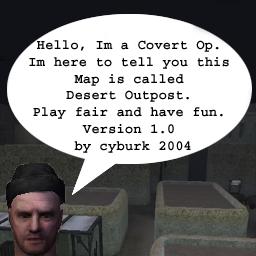 Hello, Im a Covert Op.
Im here to tell you this
Map is called
Desert Outpost.
Play fair and have fun.
Version 1.0
by cyburk 2004